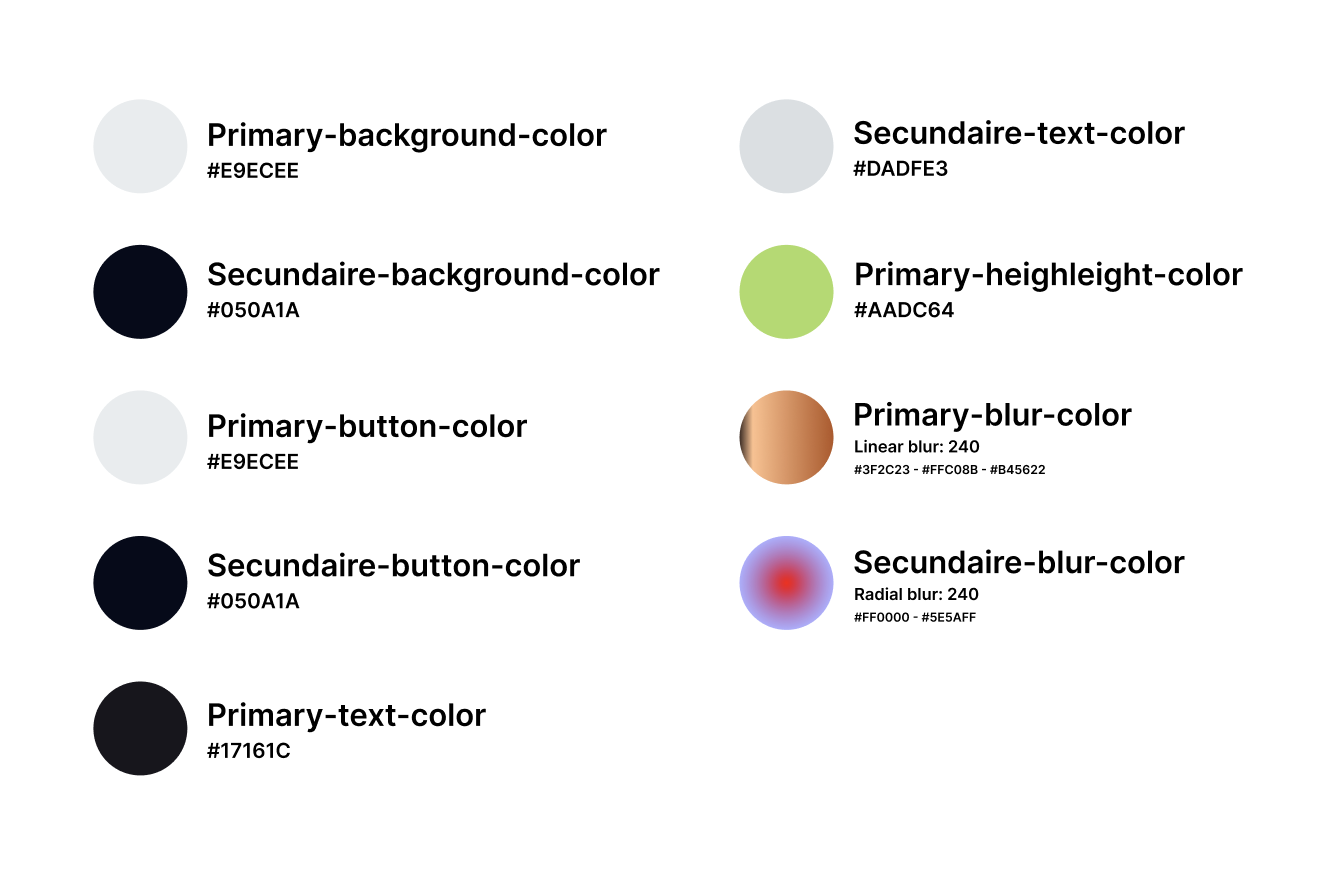 Primary-background-color
#E9ECEE
Secundaire-background-color
#050A1A
Primary-button-color
#E9ECEE
Secundaire-button-color
#050A1A
Primary-text-color
#17161C
Secundaire-text-color
#DADFE3
Primary-heighleight-color
#AADC64
Primary-blur-color
Linear blur: 240
#3F2C23 - #FFC08B - #B45622
Secundaire-blur-color
Radial blur: 240
#FF0000 - #5E5AFF